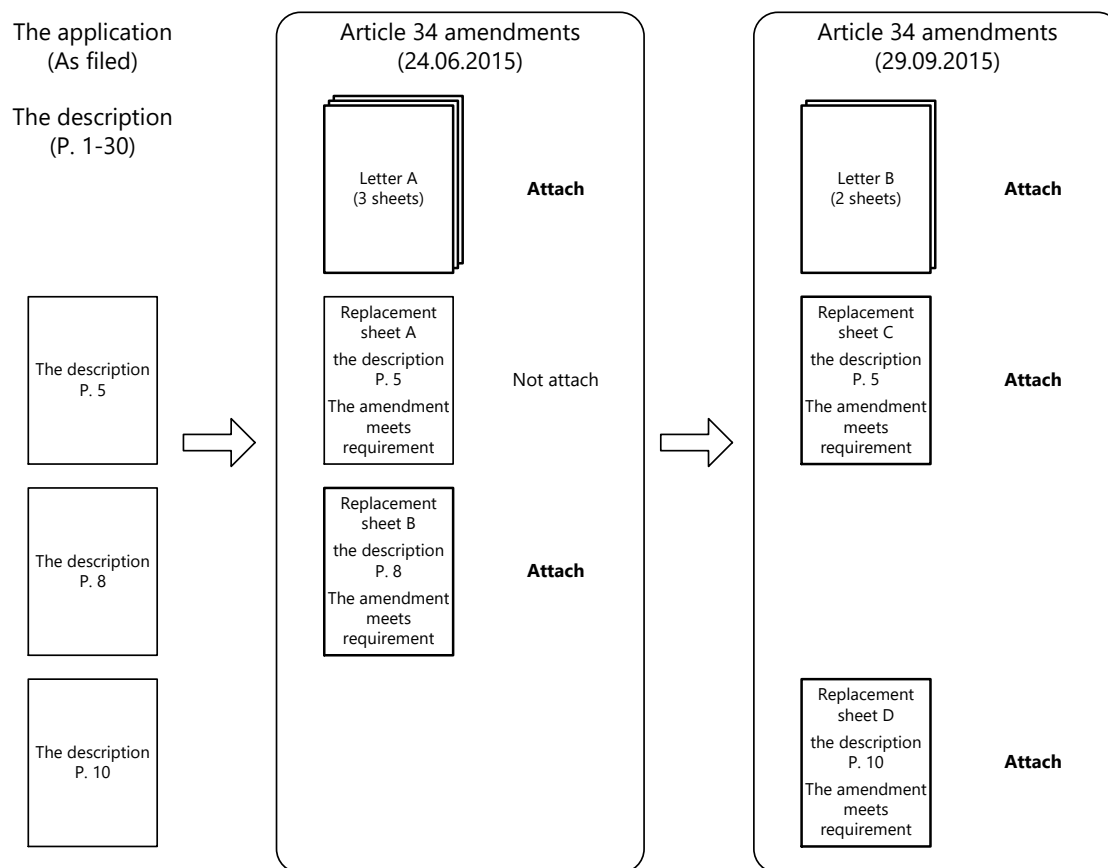 The application
(As filed)
The description
(P. 1-30)
Article 34 amendments
(24.06.2015)
Article 34 amendments
(29.09.2015)
Letter A
(3 sheets)
Attach
Letter B
(2 sheets)
Attach
The description
P. 5
Replacement
sheet A
the description
P. 5
The amendment
meets
requirement
Not attach
Replacement
sheet C
the description
P. 5
The amendment
meets
requirement
Attach
The description
P. 8
Replacement
sheet B
the description
P. 8
The amendment
meets
requirement
Attach
The description
P. 10
Replacement
sheet D
the description
P. 10
The amendment
meets
requirement
Attach